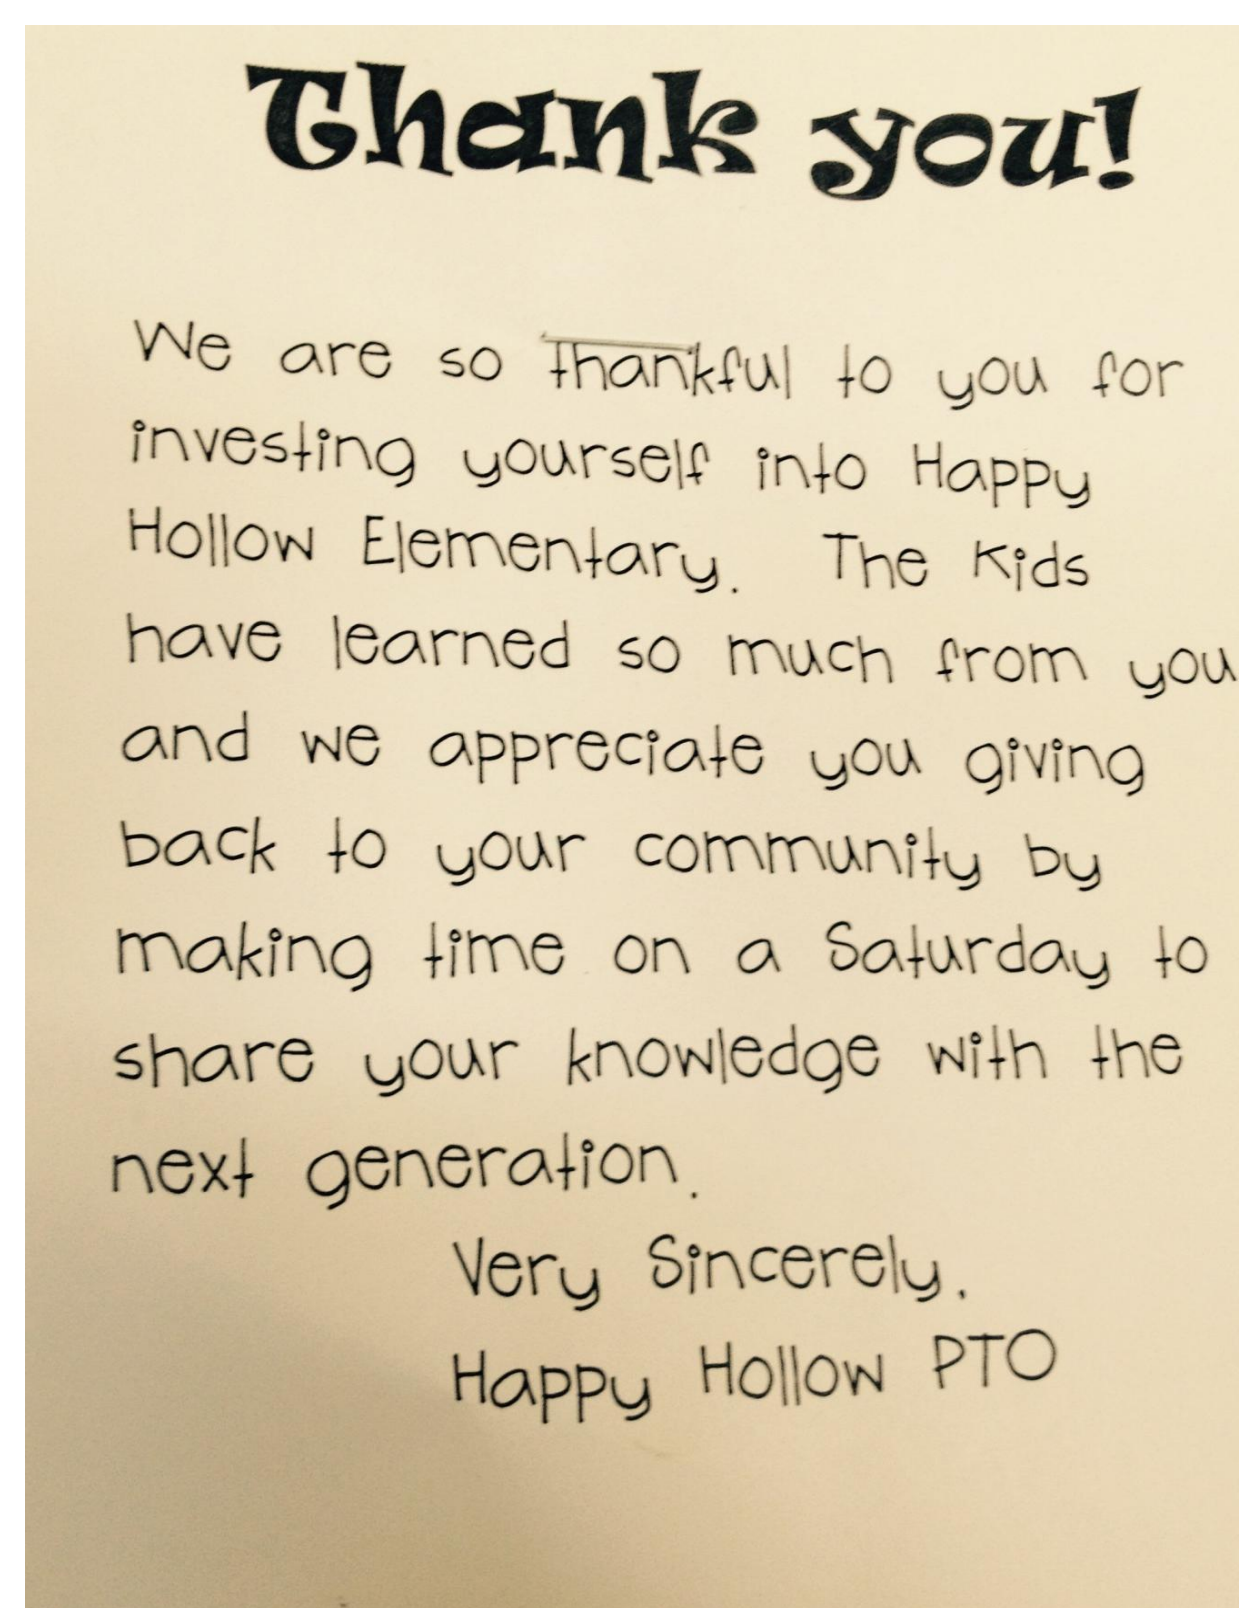 Thank you!
We are so thankful to you for
investing yourself into Happy
Hollow Elementary. The Kids
have learned so much from you
and we appreciate you giving
back to your community by
making time on a Saturday to
share your knowledge with the
next generation.
Very Sincerely,
Happy Hollow PTO